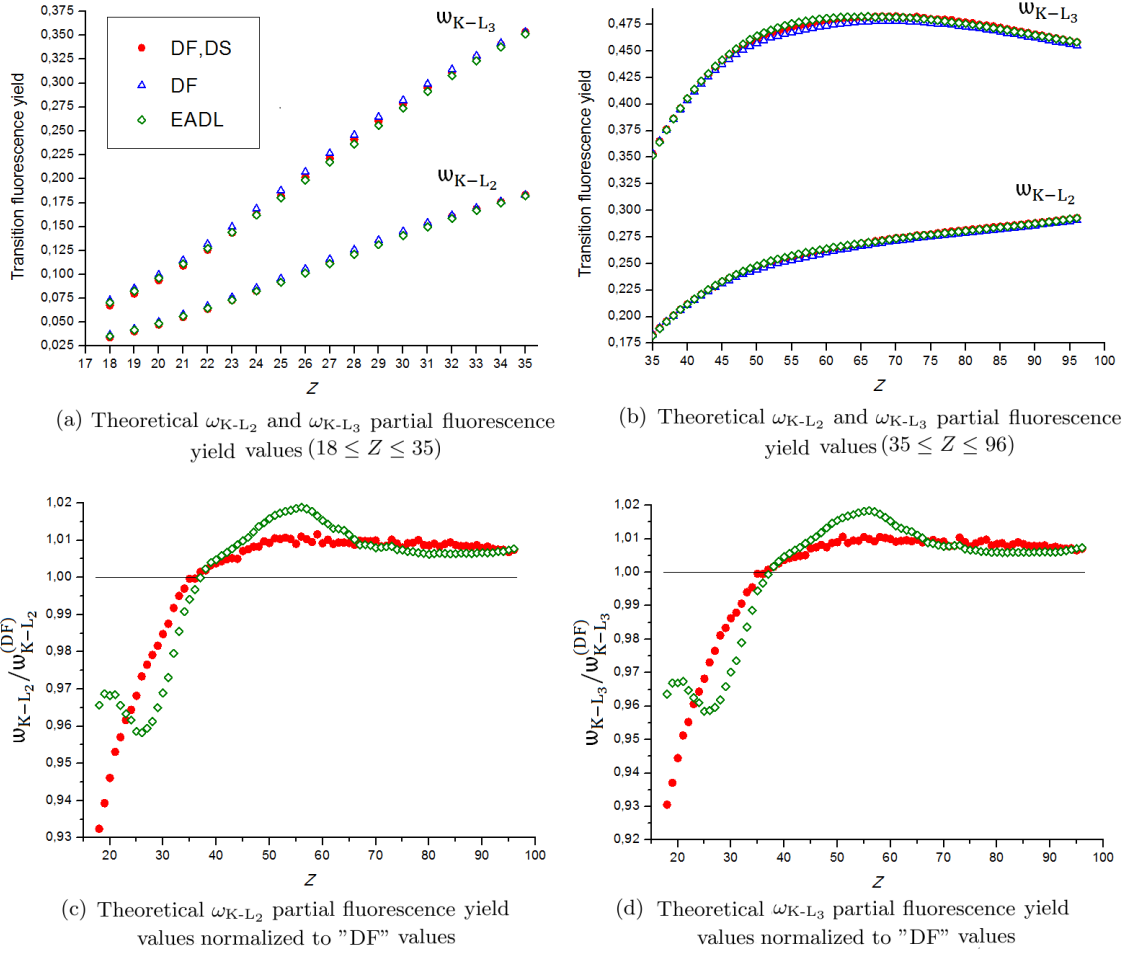 0,375
0,350
0,325
0,300
0,275
0,250
0,225
0,200
0,175
0,150
0,125
0,100
0,075
0,050
0,025
Transition fluorescence yield
DF,DS
DF
EADL
ωK−L3
ωK−L2
17 18 19 20 21 22 23 24 25 26 27 28 29 30 31 32 33 34 35
Z
(a) Theoretical ωK-L2 and ωK-L3 partial fluorescence
yield values (18 ≤ Z ≤ 35)
0,475
0,450
0,425
0,400
0,375
0,350
0,300
0,275
0,250
0,225
0,200
0,175
Transition fluorescence yield
ωK−L3
ωK−L2
35 40 45 50 55 60 65 70 75 80 85 90 95 100
Z
(b) Theoretical ωK-L2 and ωK-L3 partial fluorescence
yield values (35 ≤ Z ≤ 96)
1,02
1,01
1,00
0,99
0,98
0,97
0,96
0,95
0,94
0,93
ωK−L2/ω(DF)K−L2
20 30 40 50 60 70 80 90 100
Z
(c) Theoretical ωK-L2 partial fluorescence yield
values normalized to ”DF” values
1,02
1,01
1,00
0,99
0,98
0,97
0,96
0,95
0,94
0,93
0,92
ωK−L3/ω(DF)K−L3
20 30 40 50 60 70 80 90 100
Z
(d) Theoretical ωK-L3 partial fluorescence yield
values normalized to ”DF” values